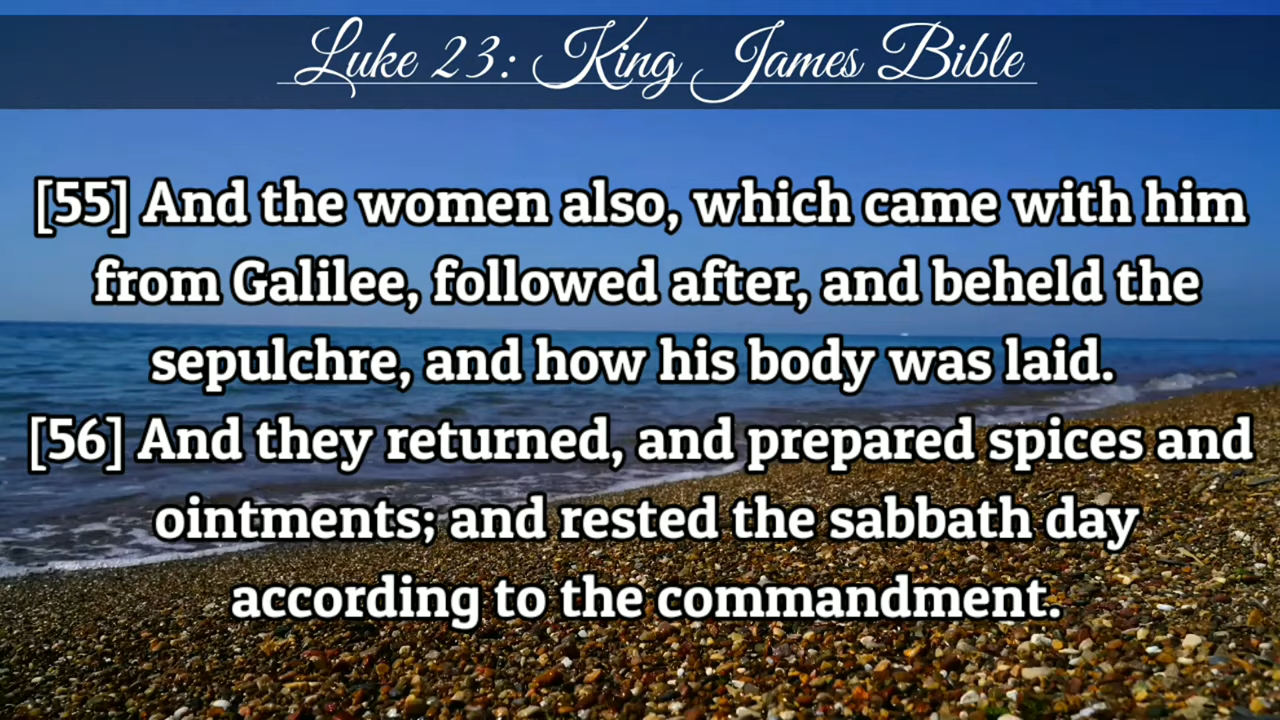 Luke 23: King James Bible
[55] And the women also, which came with him
from Galilee, followed after, and beheld the
sepulchre, and how his body was laid.
[56] And they returned, and prepared spices and
ointments; and rested the sabbath day
according to the commandment.